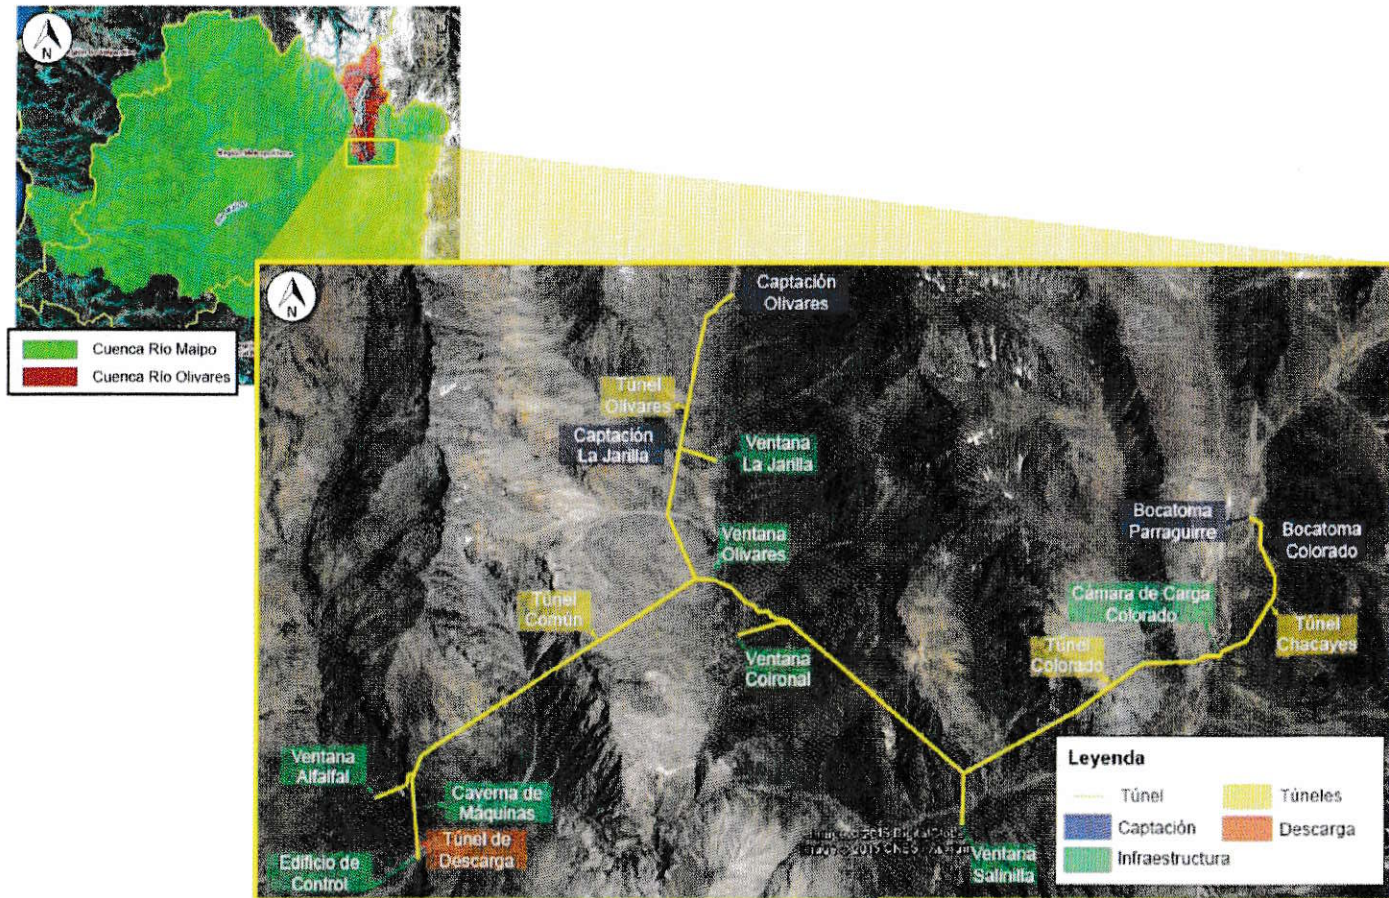 N
Cuenca Río Maipo
Cuenca Río Olivares
N
Captación
Olivares
Túnel
Olivares
Captación
La Jarilla
Ventana
La Jarilla
Ventana
Olivares
Bocatoma
Parraguirre
Bocatoma
Colorado
Cámara de Carga
Colorado
Túnel
Común
Túnel
Chacayes
Túnel
Colorado
Ventana
Coironal
Ventana
Alfalfal
Caverna de
Máquinas
Túnel de
Descarga
Edificio de
Control
Ventana
Salinilla
Leyenda
Túnel
Túneles
Captación
Descarga
Infraestructura